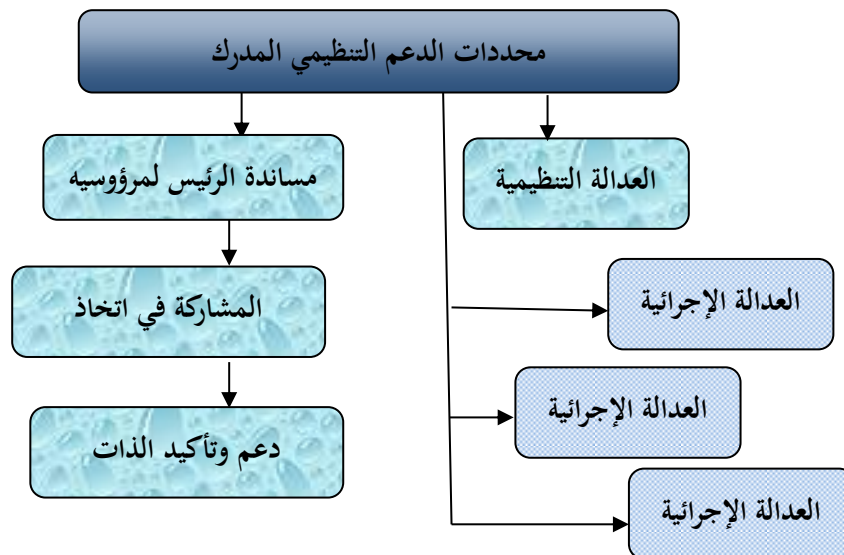 محددات الدعم التنظيمي المدرك
العدالة التنظيمية
مساندة الرئيس لمرؤوسيه
المشاركة في اتخاذ
دعم وتأكيد الذات
العدالة الإجرائية
العدالة الإجرائية
العدالة الإجرائية